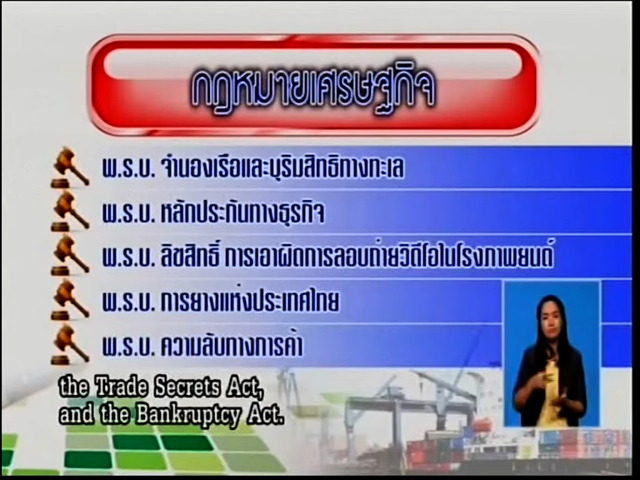 กฎหมายเศรษฐกิจ
พ.ร.บ. จำนองเรือและบุริมสิทธิทางทะเล
พ.ร.บ. หลักประกันทางธุรกิจ
พ.ร.บ. ลิขสิทธิ์ การเอาผิดการลอบถ่ายวิดีโอในโรงภาพยนต์
พ.ร.บ. การยางแห่งประเทศไทย
พ.ร.บ. ความลับทางการค้า
the Trade Secrets Act,
and the Bankruptcy Act.